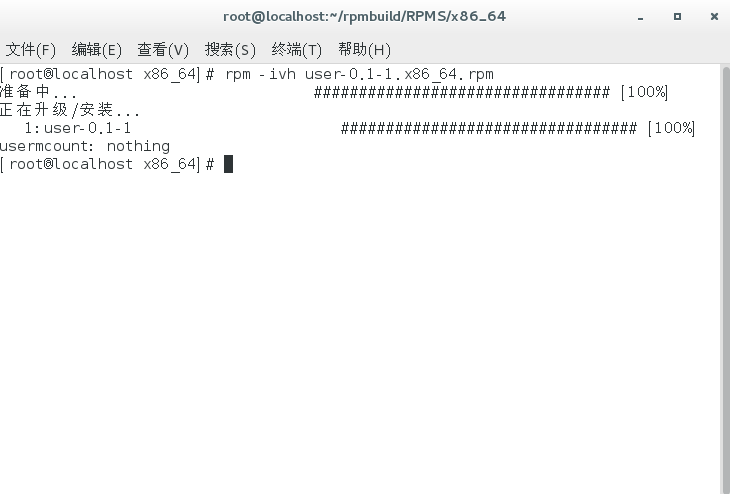 root@localhost:~/rpmbuild/RPMS/x86_64
文件(F) 编辑(E) 查看(V) 搜索(S) 终端(T) 帮助(H)
[root@localhost x86_64]# rpm -ivh user-0.1-1.x86_64.rpm
准备中... ################################# [100%]
正在升级/安装...
1:user-0.1-1 ################################# [100%]
usermcount: nothing
[root@localhost x86_64]#